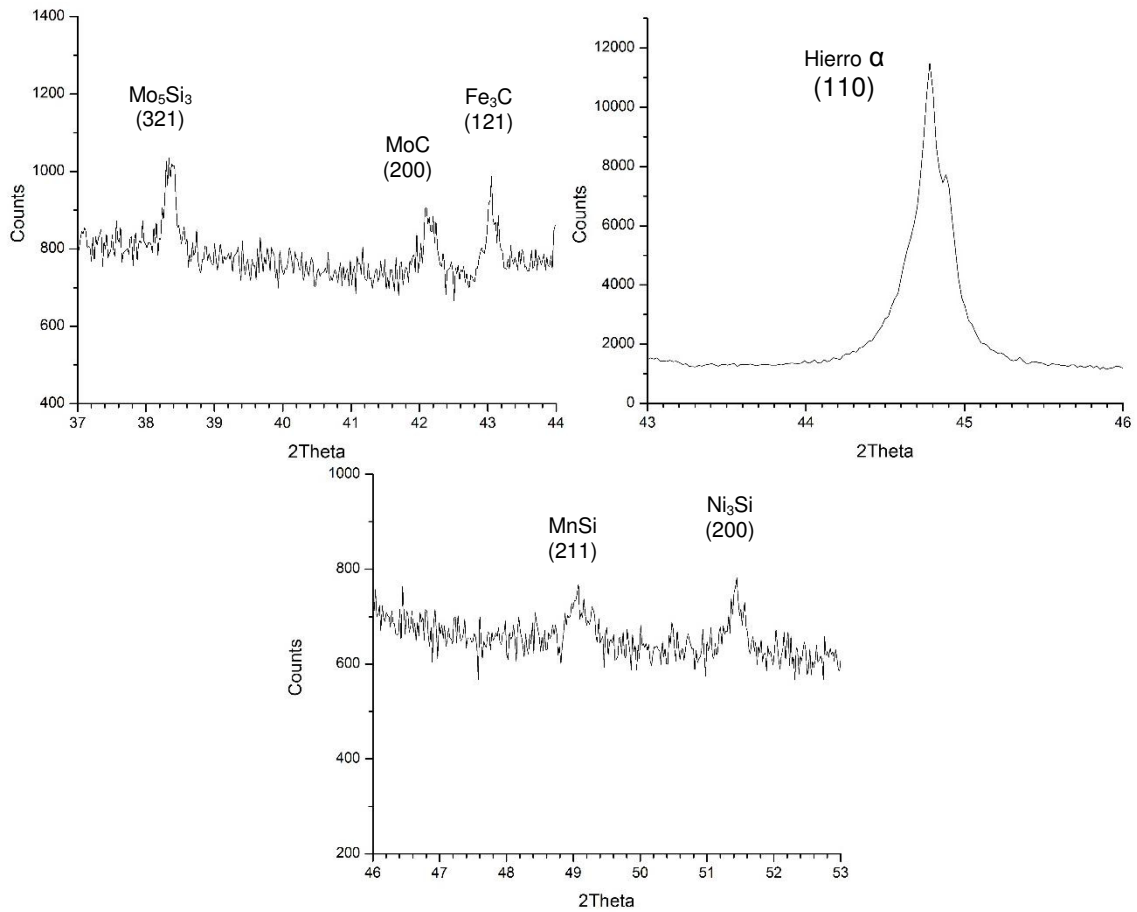 1400
1200
1000
800
600
400
Counts
Mo₅Si₃
(321)
MoC
(200)
Fe₃C
(121)
37 38 39 40 41 42 43 44
2Theta
12000
10000
8000
6000
4000
2000
0
Counts
Hierro α
(110)
43 44 45 46
2Theta
1000
800
600
400
200
Counts
MnSi
(211)
Ni₃Si
(200)
46 47 48 49 50 51 52 53
2Theta